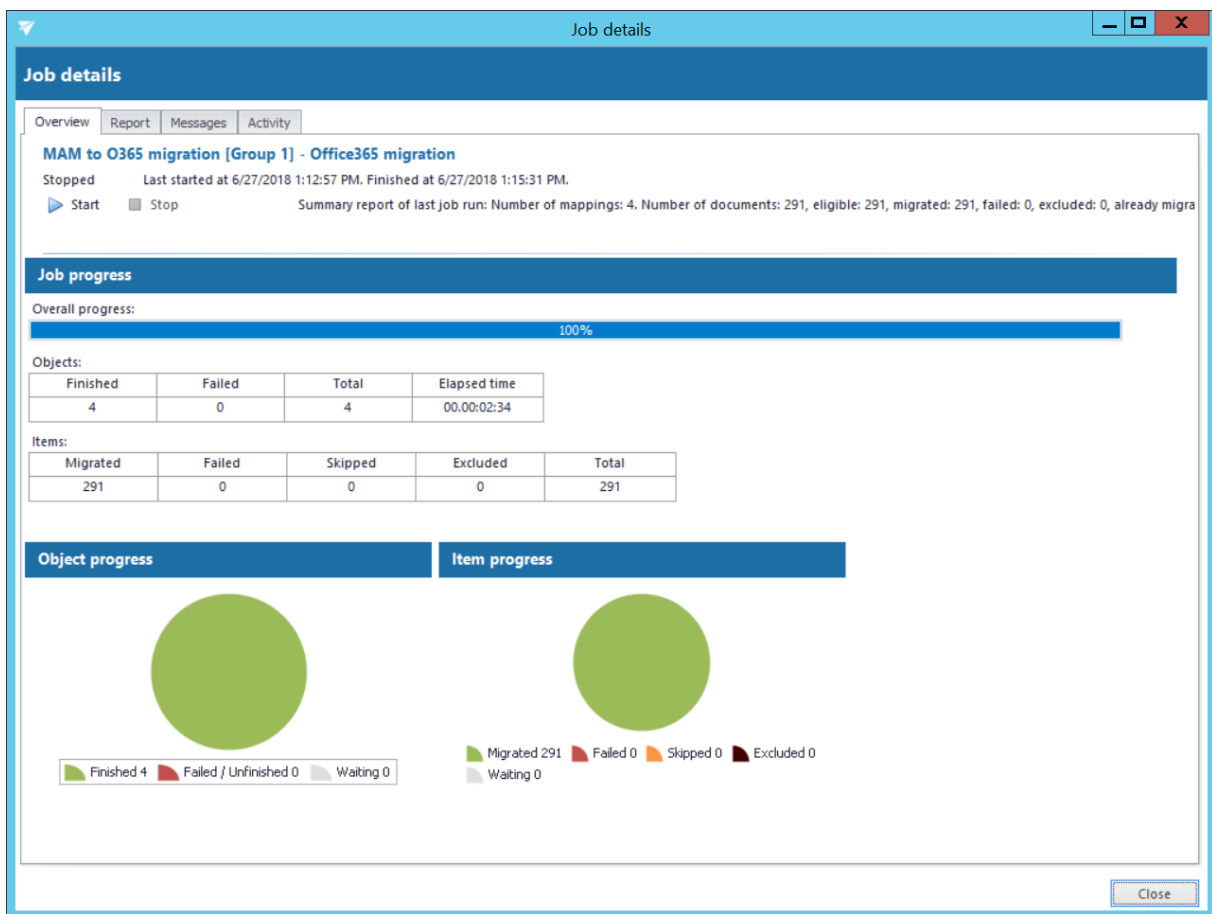 Job details
X
Job details
Overview Report Messages Activity
MAM to O365 migration [Group 1] - Office365 migration
Stopped Last started at 6/27/2018 1:12:57 PM. Finished at 6/27/2018 1:15:31 PM.
Start Stop Summary report of last job run: Number of mappings: 4. Number of documents: 291, eligible: 291, migrated: 291, failed: 0, excluded: 0, already migra
Job progress
Overall progress:
100%
Objects:
Finished Failed Total Elapsed time
4 0 4 00.00:02:34
Items:
Migrated Failed Skipped Excluded Total
291 0 0 0 291
Object progress Item progress
Migrated 291 Failed 0 Skipped 0 Excluded 0
Finished 4 Failed / Unfinished 0 Waiting 0 Waiting 0
Close